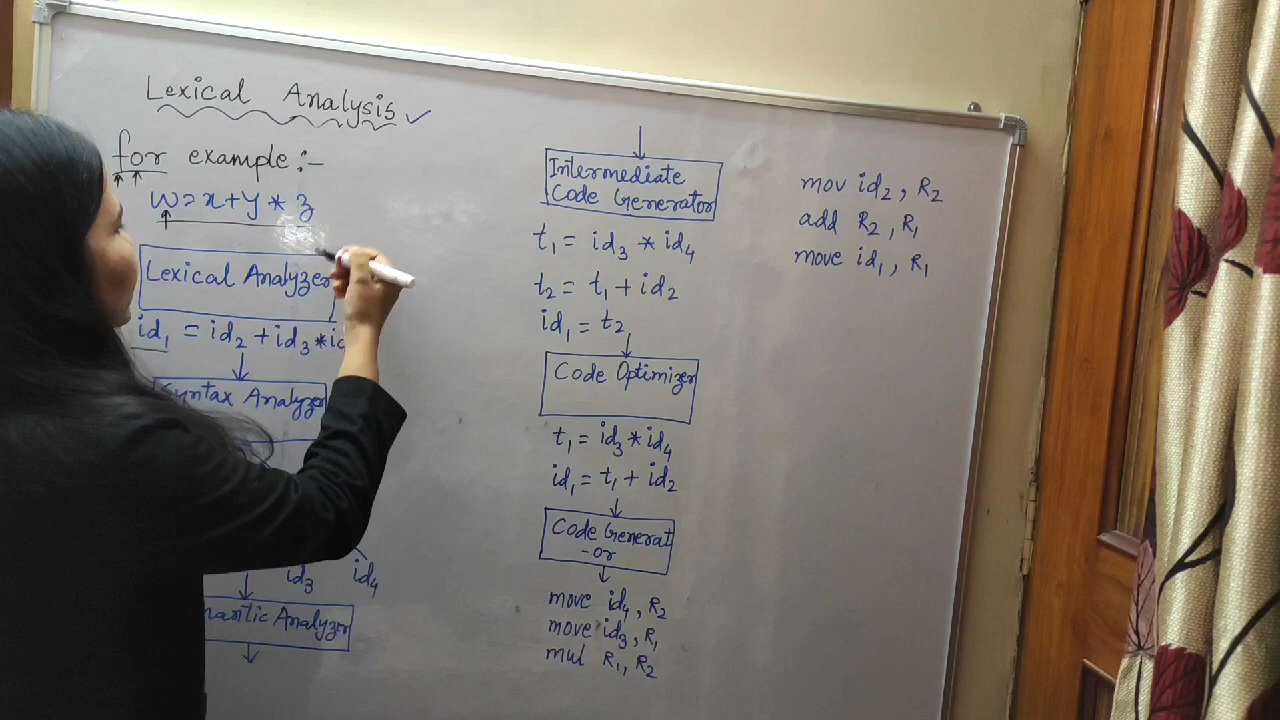 Lexical Analysis ✓
for example:-
w=x+y*z
Lexical Analyzer
id₁ = id₂ + id₃ *
Syntax Analyzer
id₃ id₄
Analyzer
Intermediate
Code Generator
t₁ = id₃ * id₄
t₂ = t₁ + id₂
id₁ = t₂
Code Optimizer
t₁ = id₃ * id₄
id₁ = t₁ + id₂
Code Generat
-or
move id₄, R₂
move id₃, R₁
mul R₁, R₂
mov id₂, R₂
add R₂, R₁
move id₁, R₁